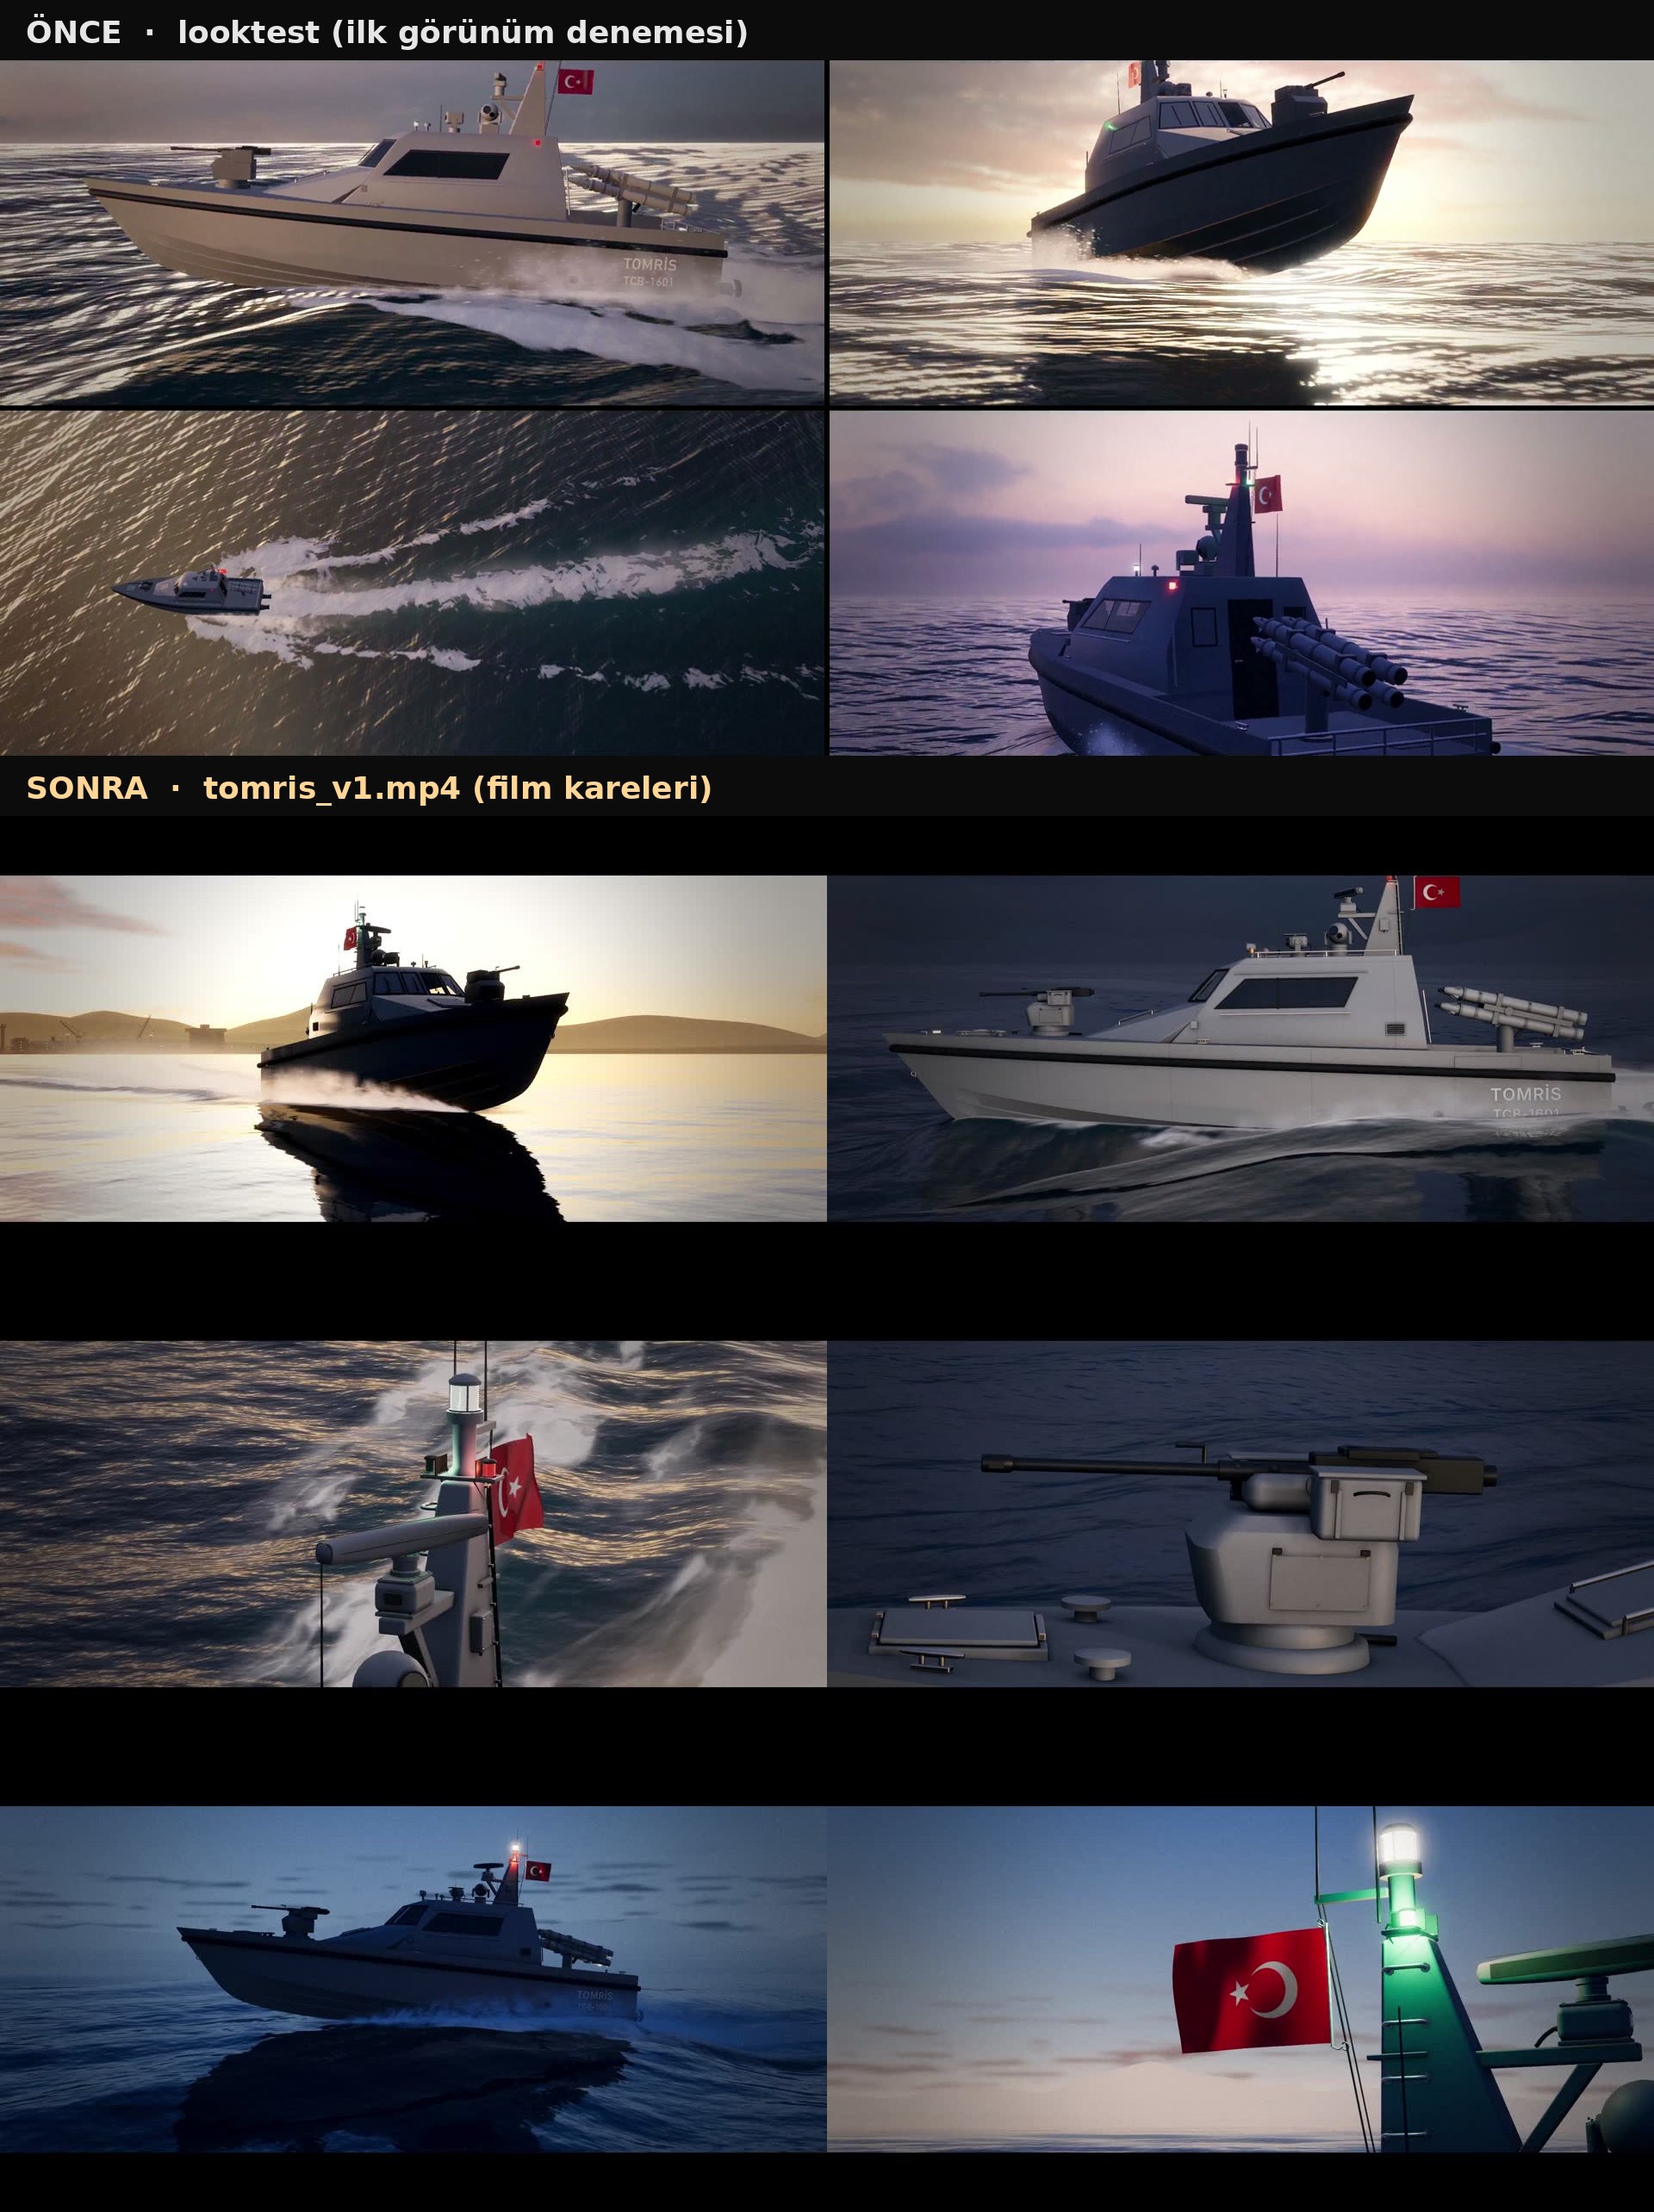 ÖNCE · looktest (ilk görünüm denemesi)
TOMRİS
TCB-1601
SONRA · tomris_v1.mp4 (film kareleri)
TOMRİS
TCB-1601
TOMRİS